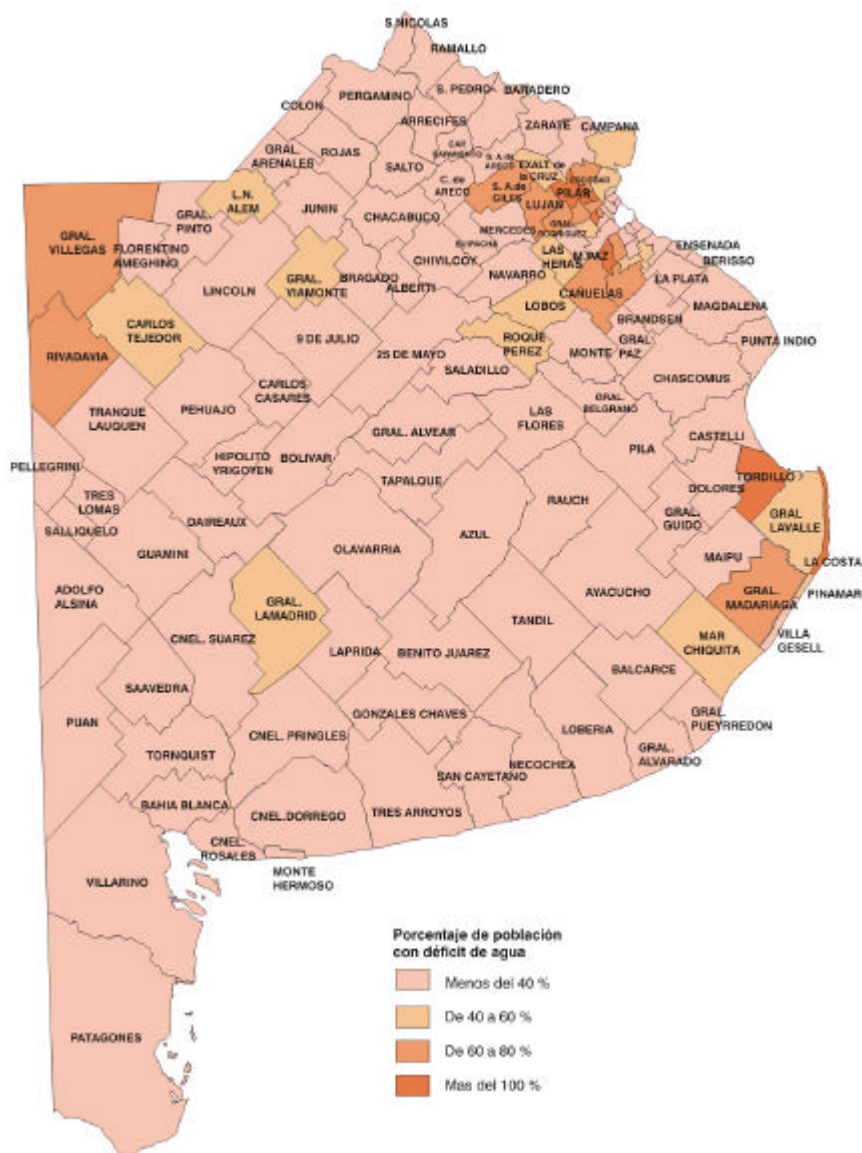 S.NICOLAS
RAMALLO
S. PEDRO
BARADERO
PERGAMINO
COLON
ARRECIFES
ZARATE
CAMPANA
GRAL.
ARENALES
ROJAS
CAP.
SARMIENTO
SALTO
S. A. de
ARECO
EXALT. de
la CRUZ
ESCOBAR
C. de
ARECO
S. A. de
GILES
PILAR
LUJAN
L.N.
ALEM
GRAL.
PINTO
JUNIN
CHACABUCO
MERCEDES
GRAL.
RODRIGUEZ
GRAL.
VILLEGAS
FLORENTINO
AMEGHINO
SUIPACHA
LAS
HERAS
M.PAZ
ENSENADA
BERISSO
LINCOLN
GRAL.
VIAMONTE
BRAGADO
ALBERTI
CHIVILCOY
NAVARRO
CAÑUELAS
LA PLATA
MAGDALENA
LOBOS
BRANDSEN
CARLOS
TEJEDOR
RIVADAVIA
9 DE JULIO
25 DE MAYO
ROQUE
PEREZ
MONTE
GRAL.
PAZ
PUNTA INDIO
SALADILLO
CHASCOMUS
TRANQUE
LAUQUEN
PEHUAJO
CARLOS
CASARES
GRAL.
BELGRANO
LAS
FLORES
GRAL. ALVEAR
PILA
CASTELLI
PELLEGRINI
HIPOLITO
YRIGOYEN
BOLIVAR
TAPALQUE
TORDILLO
DOLORES
TRES
LOMAS
RAUCH
SALLIQUELO
DAIREAUX
GRAL.
GUIDO
GRAL
LAVALLE
AZUL
GUAMINI
OLAVARRIA
MAIPU
LA COSTA
ADOLFO
ALSINA
AYACUCHO
GRAL.
MADARIAGA
PINAMAR
GRAL.
LAMADRID
TANDIL
MAR
CHIQUITA
VILLA
GESELL
CNEL. SUAREZ
LAPRIDA
BENITO JUAREZ
BALCARCE
SAAVEDRA
PUAN
GONZALES CHAVES
GRAL.
PUEYRREDON
CNEL. PRINGLES
LOBERIA
TORNQUIST
NECOCHEA
GRAL.
ALVARADO
SAN CAYETANO
BAHIA BLANCA
CNEL.DORREGO
TRES ARROYOS
CNEL.
ROSALES
MONTE
HERMOSO
VILLARINO
PATAGONES
Porcentaje de población
con déficit de agua
Menos del 40 %
De 40 a 60 %
De 60 a 80 %
Mas del 100 %